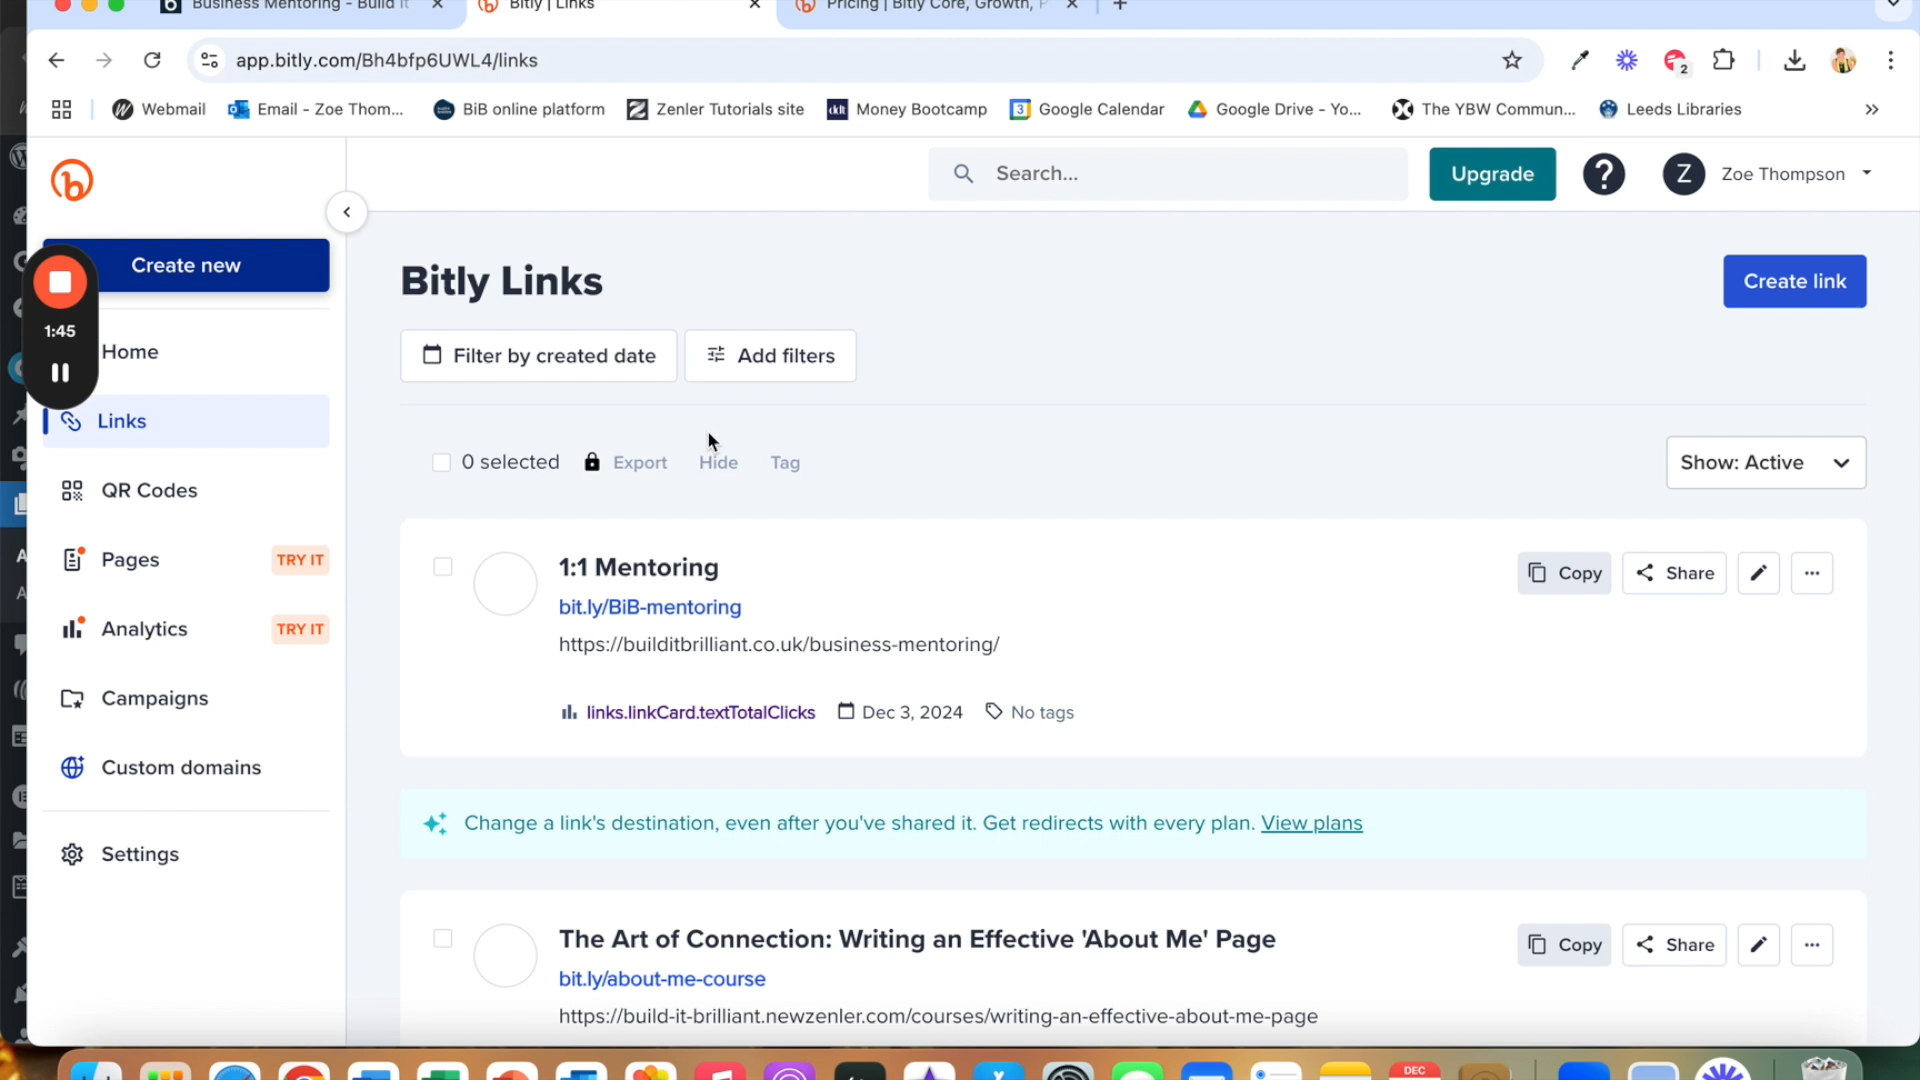 Business Mentoring - Build It
Bitly | Links
Pricing | Bitly Core, Growth, P
app.bitly.com/Bh4bfp6UWL4/links
2
Webmail
Email - Zoe Thom...
BiB online platform
Zenler Tutorials site
Money Bootcamp
3
Google Calendar
Google Drive - Yo...
The YBW Commun...
Leeds Libraries
Search...
Upgrade
?
Z
Zoe Thompson
Create new
1:45
Home
Links
QR Codes
Pages
TRY IT
Analytics
TRY IT
Campaigns
Custom domains
Settings
Bitly Links
Create link
Filter by created date
Add filters
0 selected
Export
Hide
Tag
Show: Active
1:1 Mentoring
bit.ly/BiB-mentoring
https://builditbrilliant.co.uk/business-mentoring/
links.linkCard.textTotalClicks
Dec 3, 2024
No tags
Copy
Share
Change a link's destination, even after you've shared it. Get redirects with every plan. View plans
The Art of Connection: Writing an Effective 'About Me' Page
bit.ly/about-me-course
https://build-it-brilliant.newzenler.com/courses/writing-an-effective-about-me-page
Copy
Share
DEC